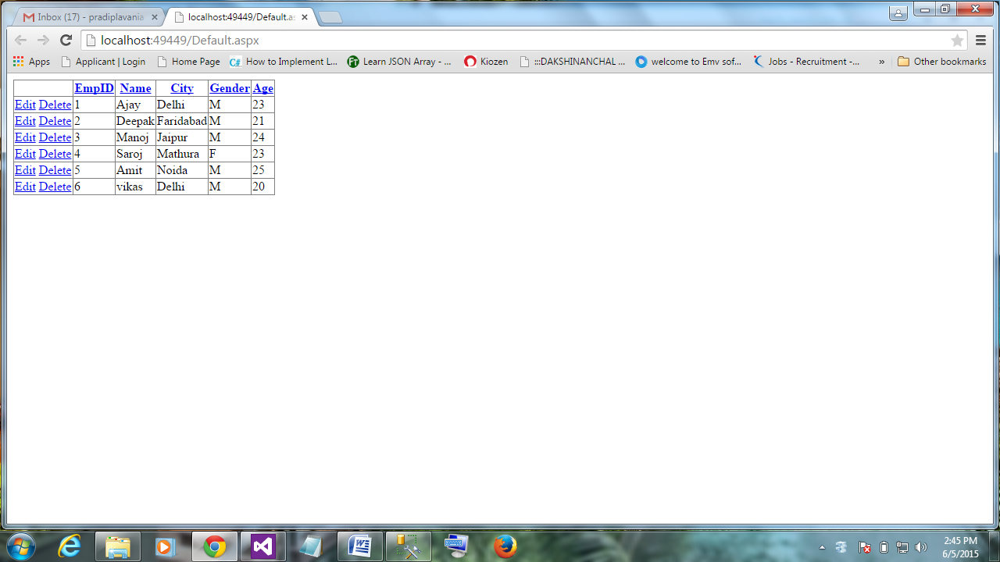 Inbox (17) - pradiplavania
localhost:49449/Default.as
localhost:49449/Default.aspx
Apps Applicant | Login Home Page C# How to Implement L... FT Learn JSON Array - ... Kiozen :::DAKSHINANCHAL ... welcome to Emv sof... Jobs - Recruitment -... » Other bookmarks
EmpID Name City Gender Age
Edit Delete 1 Ajay Delhi M 23
Edit Delete 2 Deepak Faridabad M 21
Edit Delete 3 Manoj Jaipur M 24
Edit Delete 4 Saroj Mathura F 23
Edit Delete 5 Amit Noida M 25
Edit Delete 6 vikas Delhi M 20
2:45 PM
6/5/2015